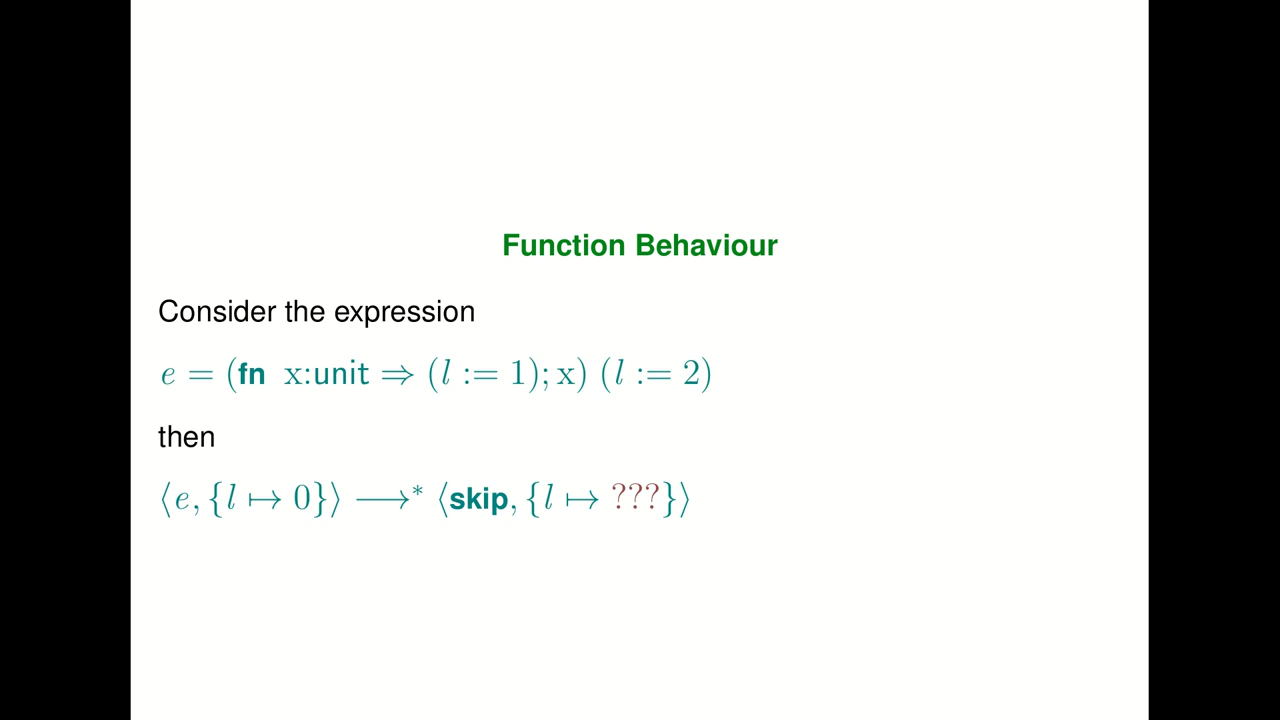 Function Behaviour
Consider the expression
e = (fn x:unit ⇒ (l := 1); x) (l := 2)
then
⟨e, {l ↦ 0}⟩ ⟶* ⟨skip, {l ↦ ???}⟩